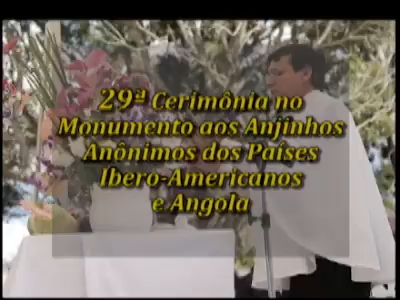 29ª Cerimônia no
Monumento aos Anjinhos
Anônimos dos Países
Ibero-Americanos
e Angola